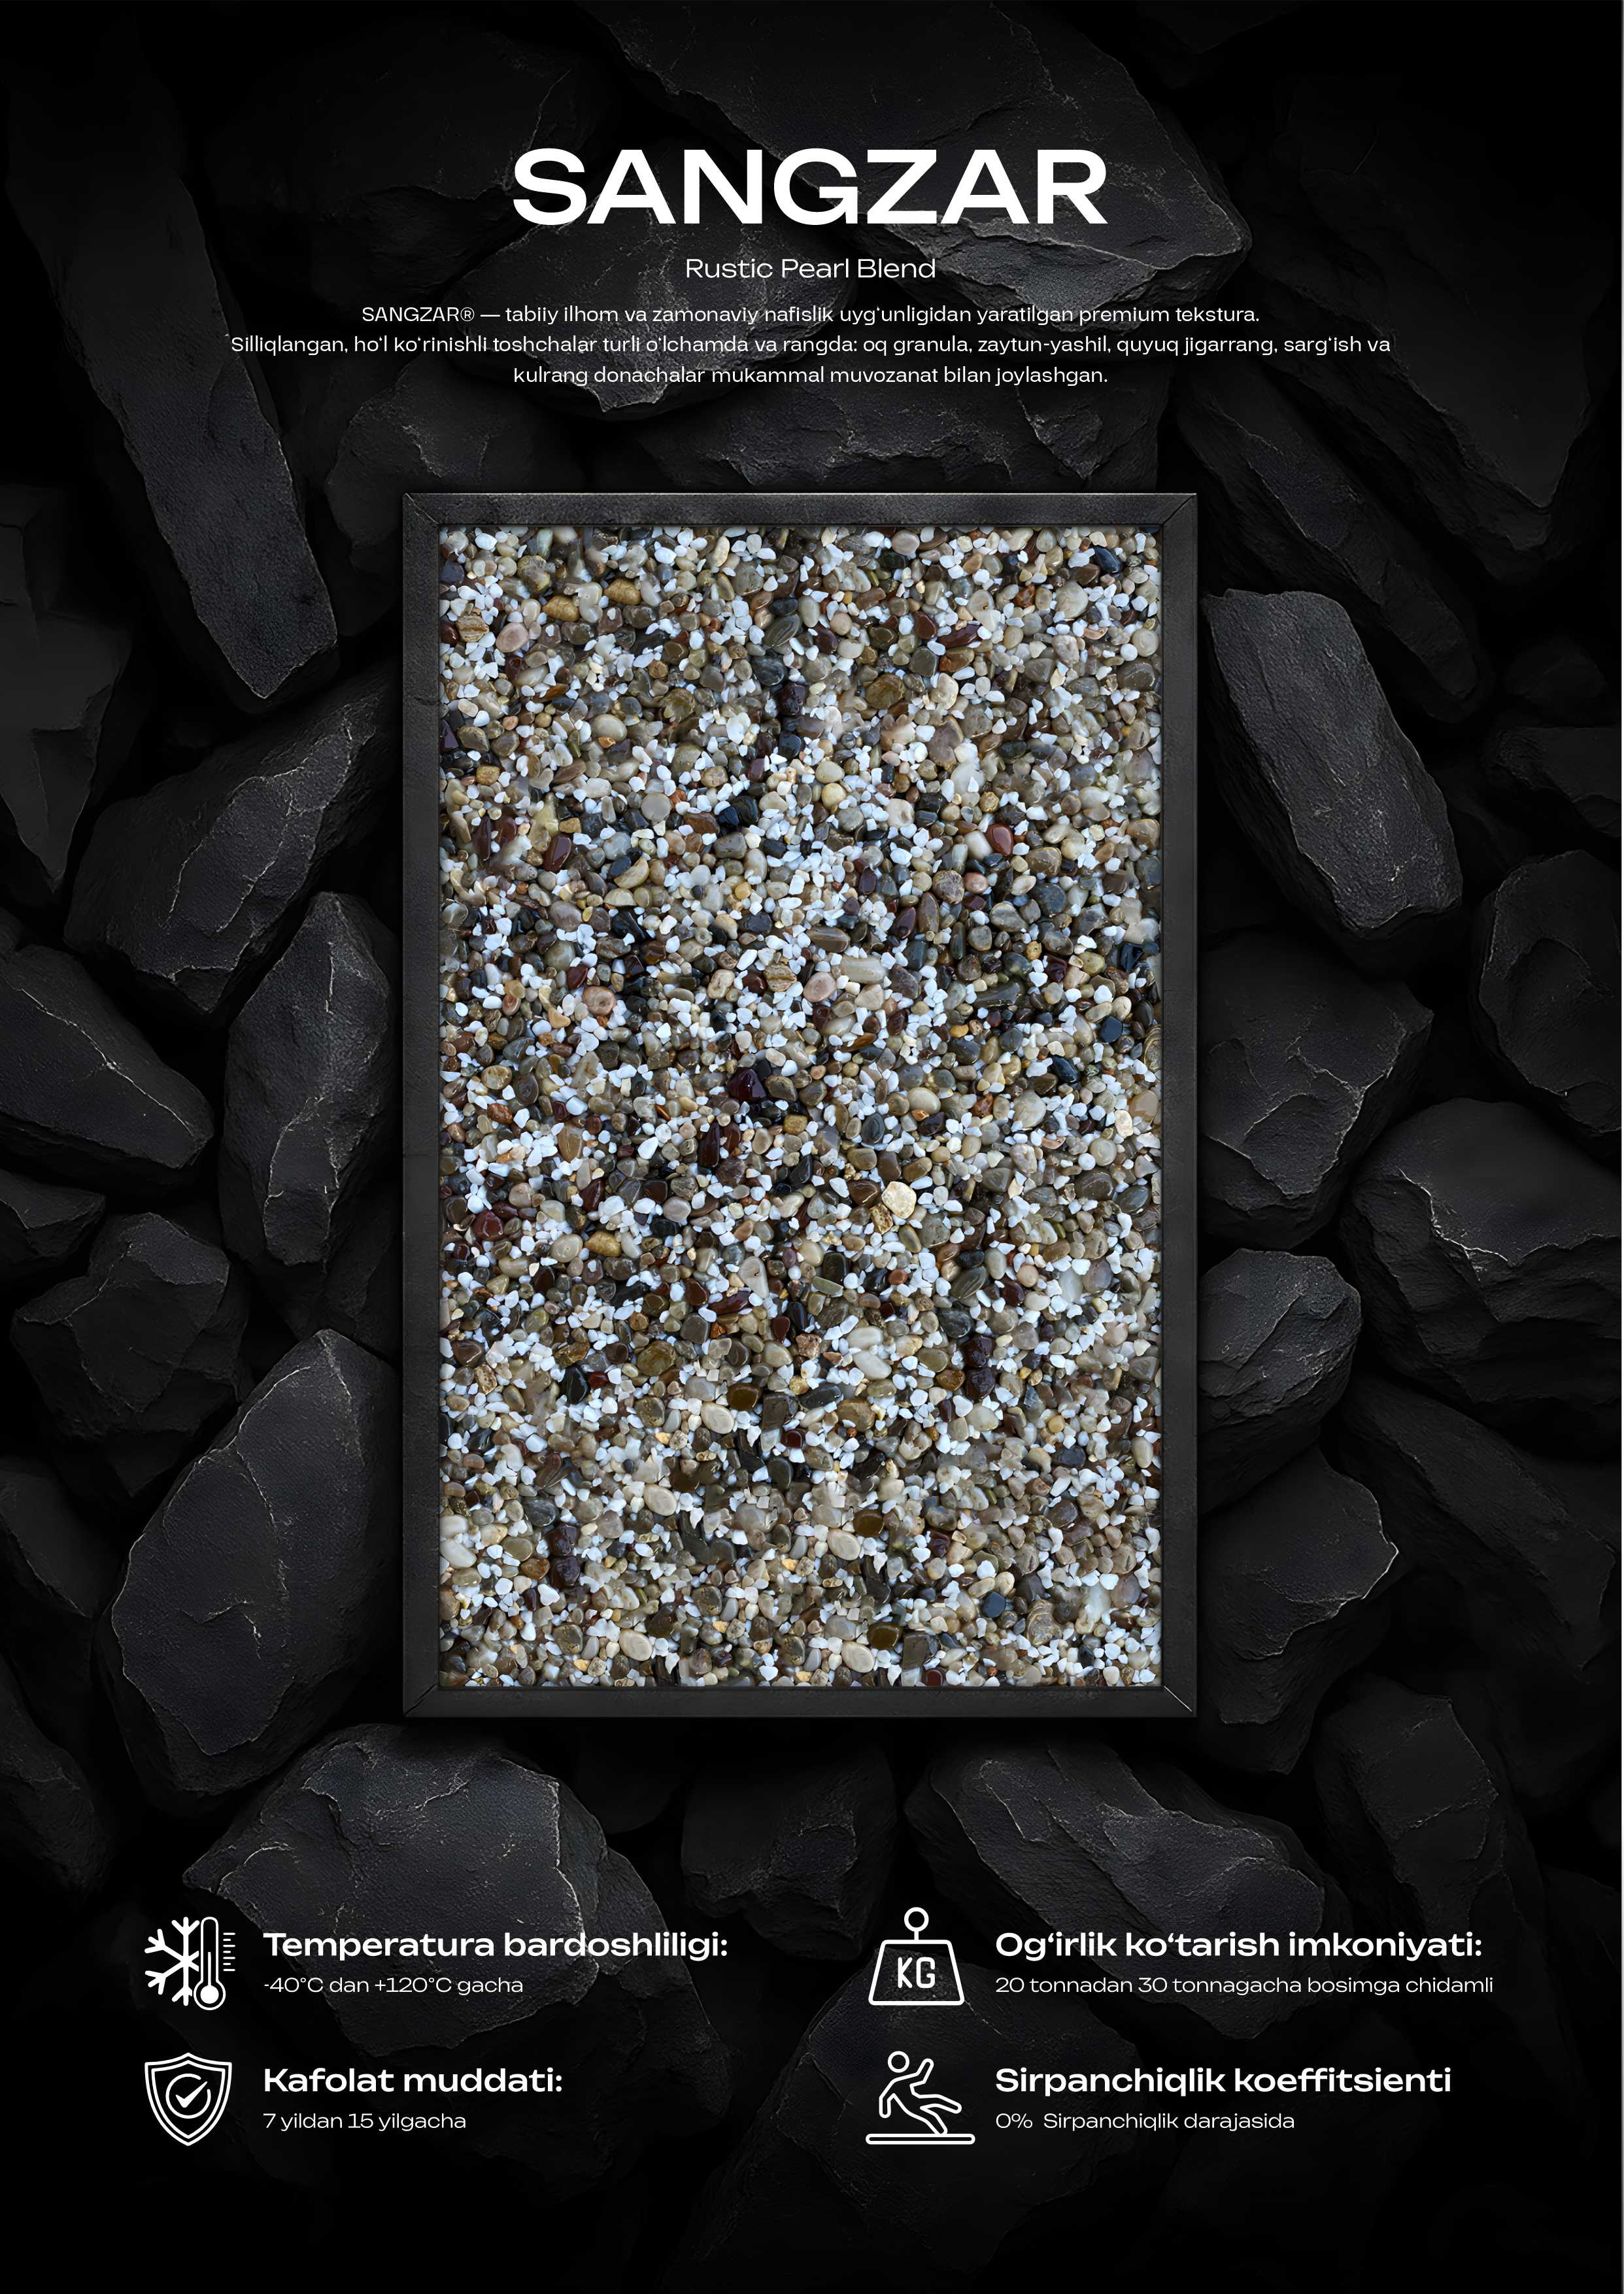 SANGZAR
Rustic Pearl Blend
SANGZAR® — tabiiy ilhom va zamonaviy nafislik uyg‘unligidan yaratilgan premium tekstura.
Silliqlangan, ho‘l ko‘rinishli toshchalar turli o‘lchamda va rangda: oq granula, zaytun-yashil, quyuq jigarrang, sarg‘ish va
kulrang donachalar mukammal muvozanat bilan joylashgan.
Temperatura bardoshliligi:
-40°C dan +120°C gacha
KG
Og‘irlik ko‘tarish imkoniyati:
20 tonnadan 30 tonnagacha bosimga chidamli
Kafolat muddati:
7 yildan 15 yilgacha
Sirpanchiqlik koeffitsienti
0% Sirpanchiqlik darajasida